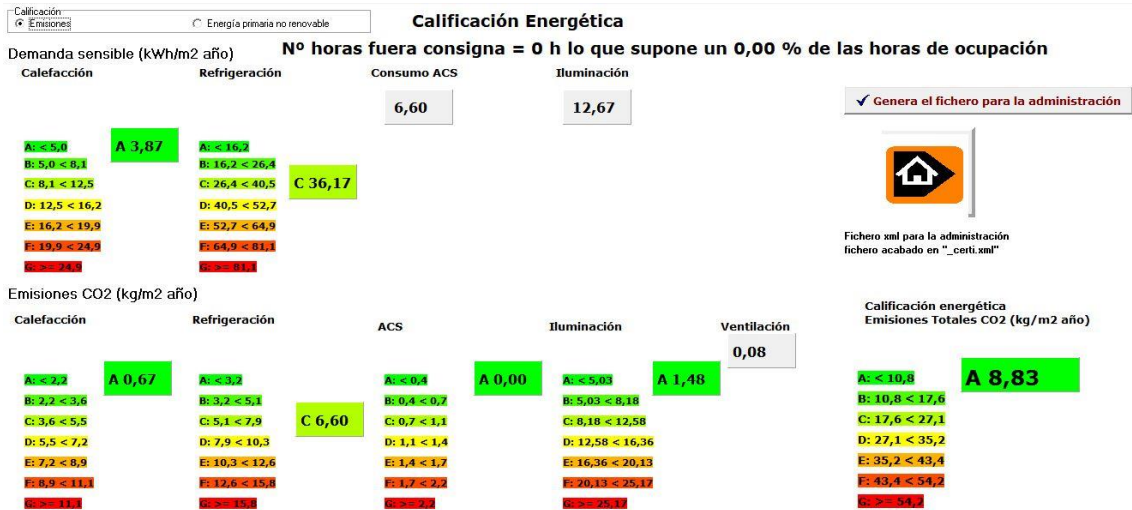 Calificación
Emisiones
Energía primaria no renovable
Calificación Energética
Nº horas fuera consigna = 0 h lo que supone un 0,00 % de las horas de ocupación
Demanda sensible (kWh/m2 año)
Calefacción
Refrigeración
Consumo ACS
Iluminación
6,60
12,67
Genera el fichero para la administración
A: < 5,0
B: 5,0 < 8,1
C: 8,1 < 12,5
D: 12,5 < 16,2
E: 16,2 < 19,9
F: 19,9 < 24,9
G: >= 24,9
A 3,87
A: < 16,2
B: 16,2 < 26,4
C: 26,4 < 40,5
D: 40,5 < 52,7
E: 52,7 < 64,9
F: 64,9 < 81,1
G: >= 81,1
C 36,17
Fichero xml para la administración
fichero acabado en "_certi.xml"
Emisiones CO2 (kg/m2 año)
Calefacción
Refrigeración
ACS
Iluminación
Ventilación
0,08
Calificación energética
Emisiones Totales CO2 (kg/m2 año)
A: < 2,2
B: 2,2 < 3,6
C: 3,6 < 5,5
D: 5,5 < 7,2
E: 7,2 < 8,9
F: 8,9 < 11,1
G: >= 11,1
A 0,67
A: < 3,2
B: 3,2 < 5,1
C: 5,1 < 7,9
D: 7,9 < 10,3
E: 10,3 < 12,6
F: 12,6 < 15,8
G: >= 15,8
C 6,60
A: < 0,4
B: 0,4 < 0,7
C: 0,7 < 1,1
D: 1,1 < 1,4
E: 1,4 < 1,7
F: 1,7 < 2,2
G: >= 2,2
A 0,00
A: < 5,03
B: 5,03 < 8,18
C: 8,18 < 12,58
D: 12,58 < 16,36
E: 16,36 < 20,13
F: 20,13 < 25,17
G: >= 25,17
A 1,48
A: < 10,8
B: 10,8 < 17,6
C: 17,6 < 27,1
D: 27,1 < 35,2
E: 35,2 < 43,4
F: 43,4 < 54,2
G: >= 54,2
A 8,83